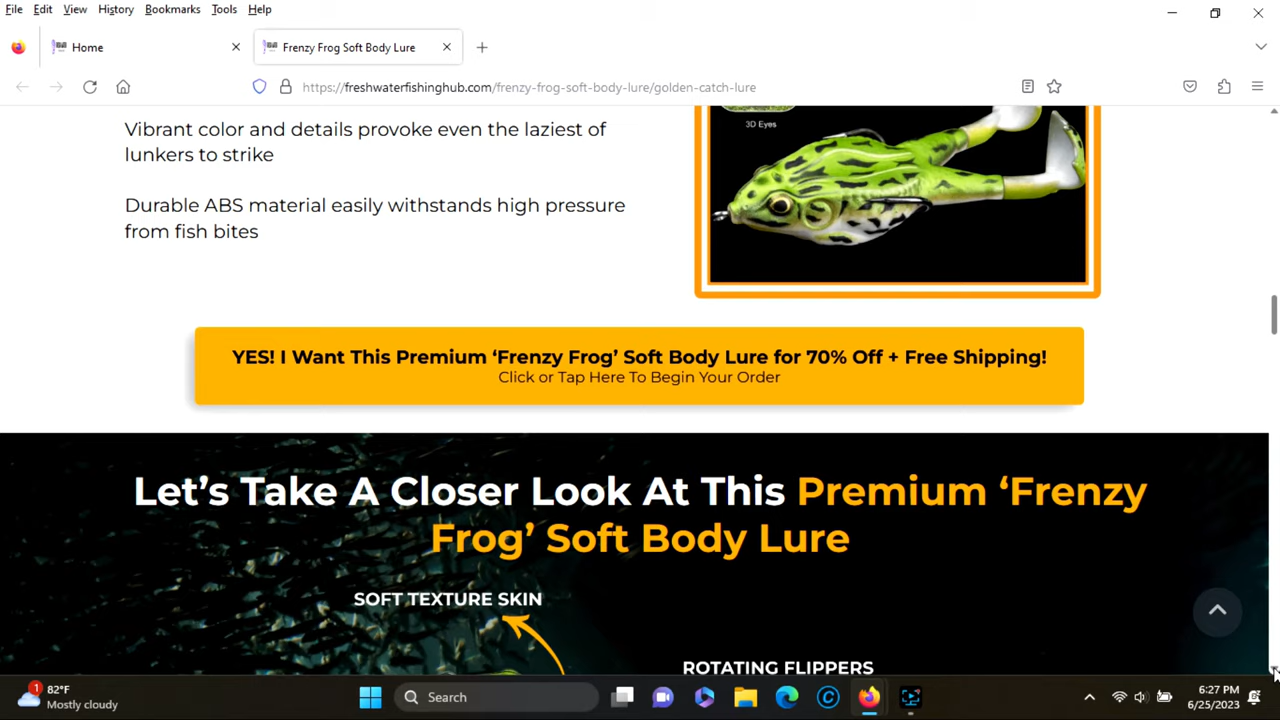 File Edit View History Bookmarks Tools Help
Home
Frenzy Frog Soft Body Lure
https://freshwaterfishinghub.com/frenzy-frog-soft-body-lure/golden-catch-lure
3D Eyes
Vibrant color and details provoke even the laziest of
lunkers to strike
Durable ABS material easily withstands high pressure
from fish bites
YES! I Want This Premium ‘Frenzy Frog’ Soft Body Lure for 70% Off + Free Shipping!
Click or Tap Here To Begin Your Order
Let’s Take A Closer Look At This Premium ‘Frenzy
Frog’ Soft Body Lure
SOFT TEXTURE SKIN
ROTATING FLIPPERS
1
82°F
Mostly cloudy
Search
6:27 PM
6/25/2023